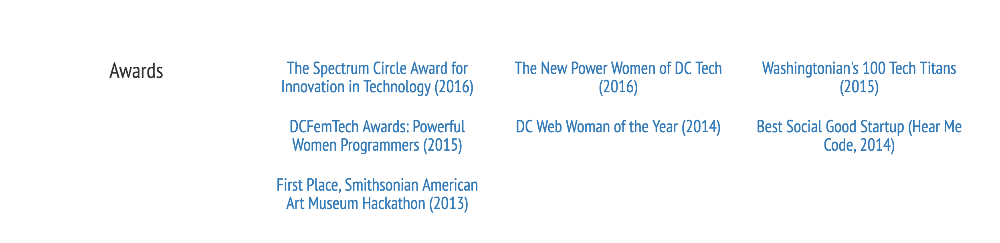 Awards
The Spectrum Circle Award for
Innovation in Technology (2016)
The New Power Women of DC Tech
(2016)
Washingtonian's 100 Tech Titans
(2015)
DCFemTech Awards: Powerful
Women Programmers (2015)
DC Web Woman of the Year (2014)
Best Social Good Startup (Hear Me
Code, 2014)
First Place, Smithsonian American
Art Museum Hackathon (2013)